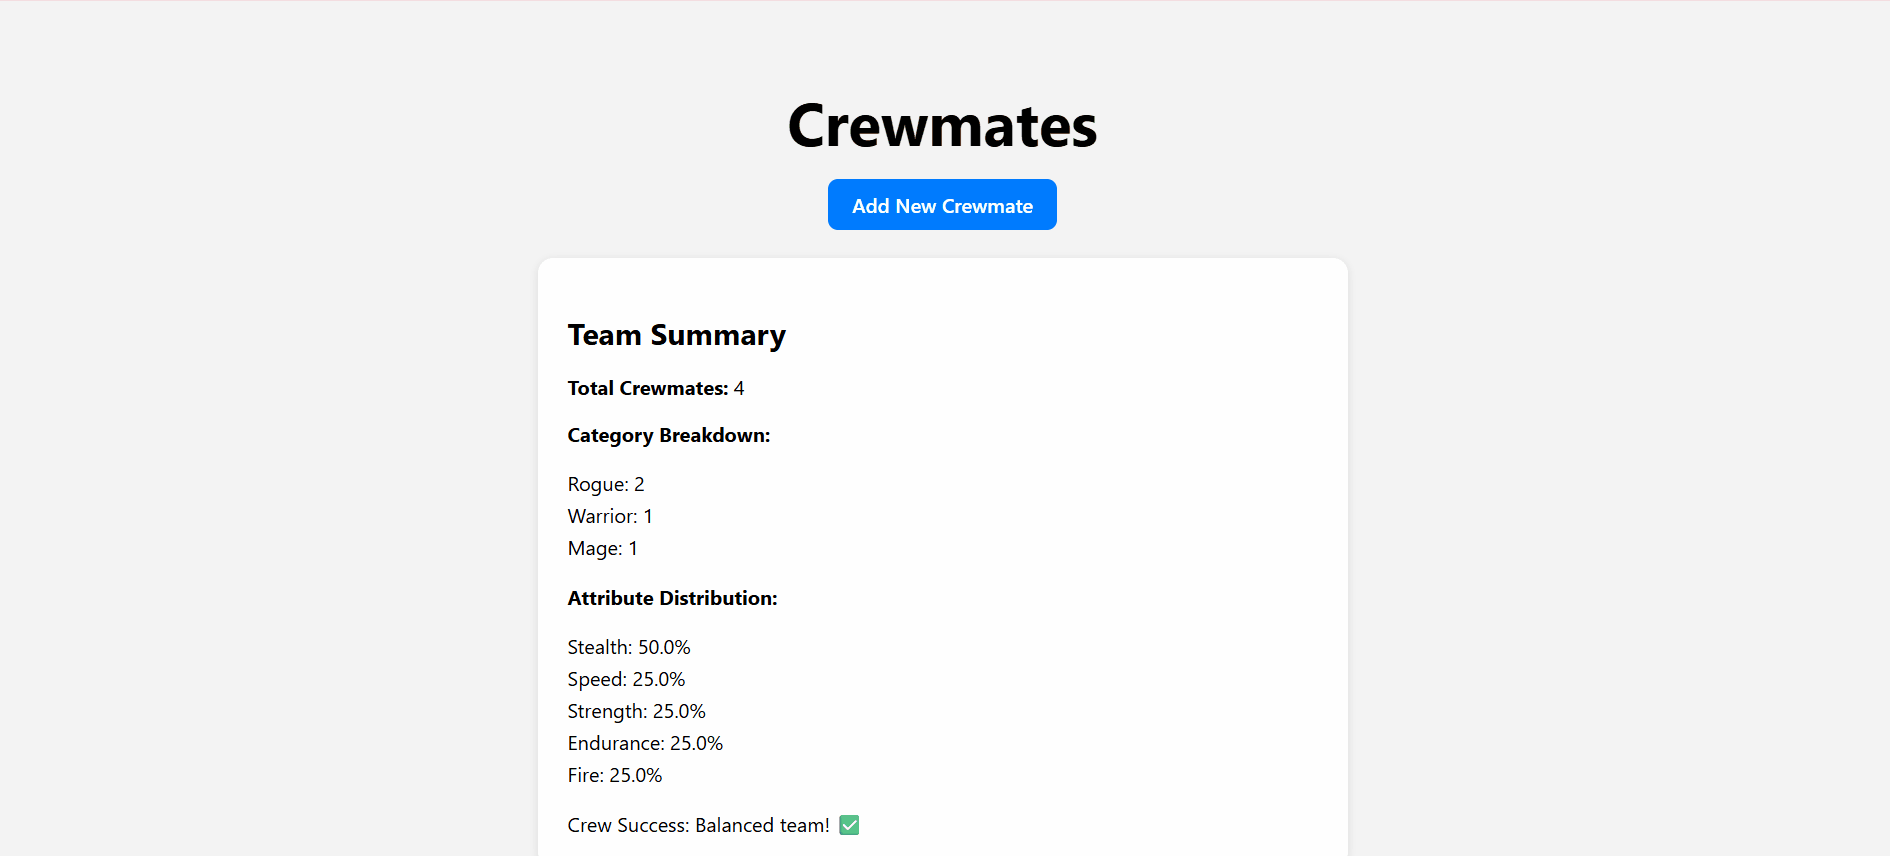 Crewmates
Add New Crewmate
Team Summary
Total Crewmates: 4
Category Breakdown:
Rogue: 2
Warrior: 1
Mage: 1
Attribute Distribution:
Stealth: 50.0%
Speed: 25.0%
Strength: 25.0%
Endurance: 25.0%
Fire: 25.0%
Crew Success: Balanced team! ✅